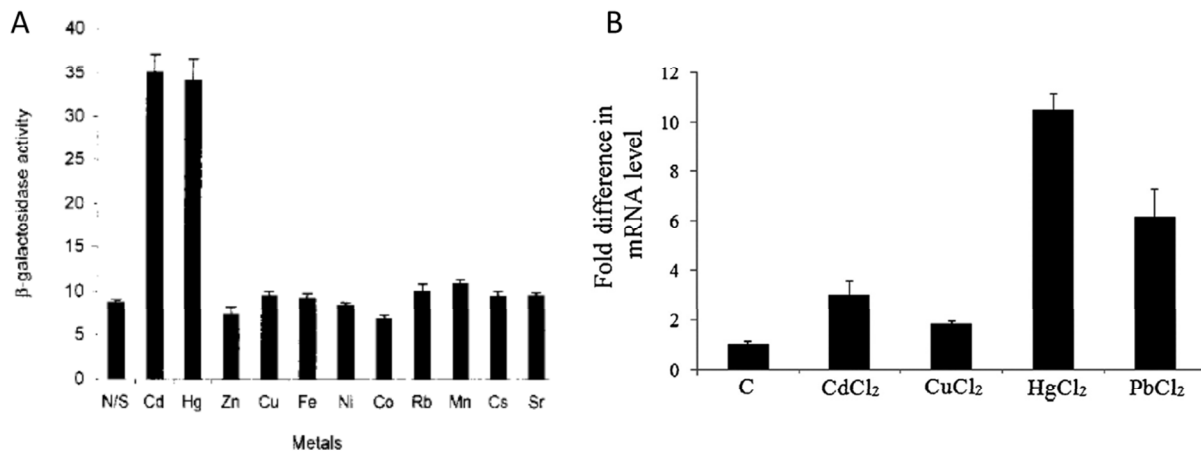 A
β-galactosidase activity
40
35
30
25
20
15
10
5
0
N/S Cd Hg Zn Cu Fe Ni Co Rb Mn Cs Sr
Metals
B
Fold difference in
mRNA level
12
10
8
6
4
2
0
C CdCl₂ CuCl₂ HgCl₂ PbCl₂